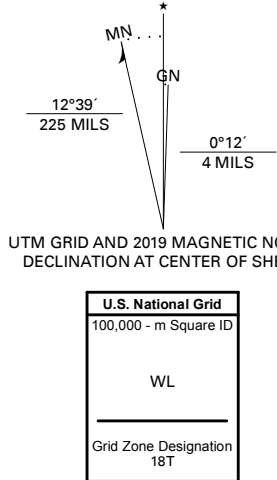 ★
MN
GN
12°39´
225 MILS
0°12´
4 MILS
UTM GRID AND 2019 MAGNETIC NO
DECLINATION AT CENTER OF SHE
U.S. National Grid
100,000 - m Square ID
WL
Grid Zone Designation
18T